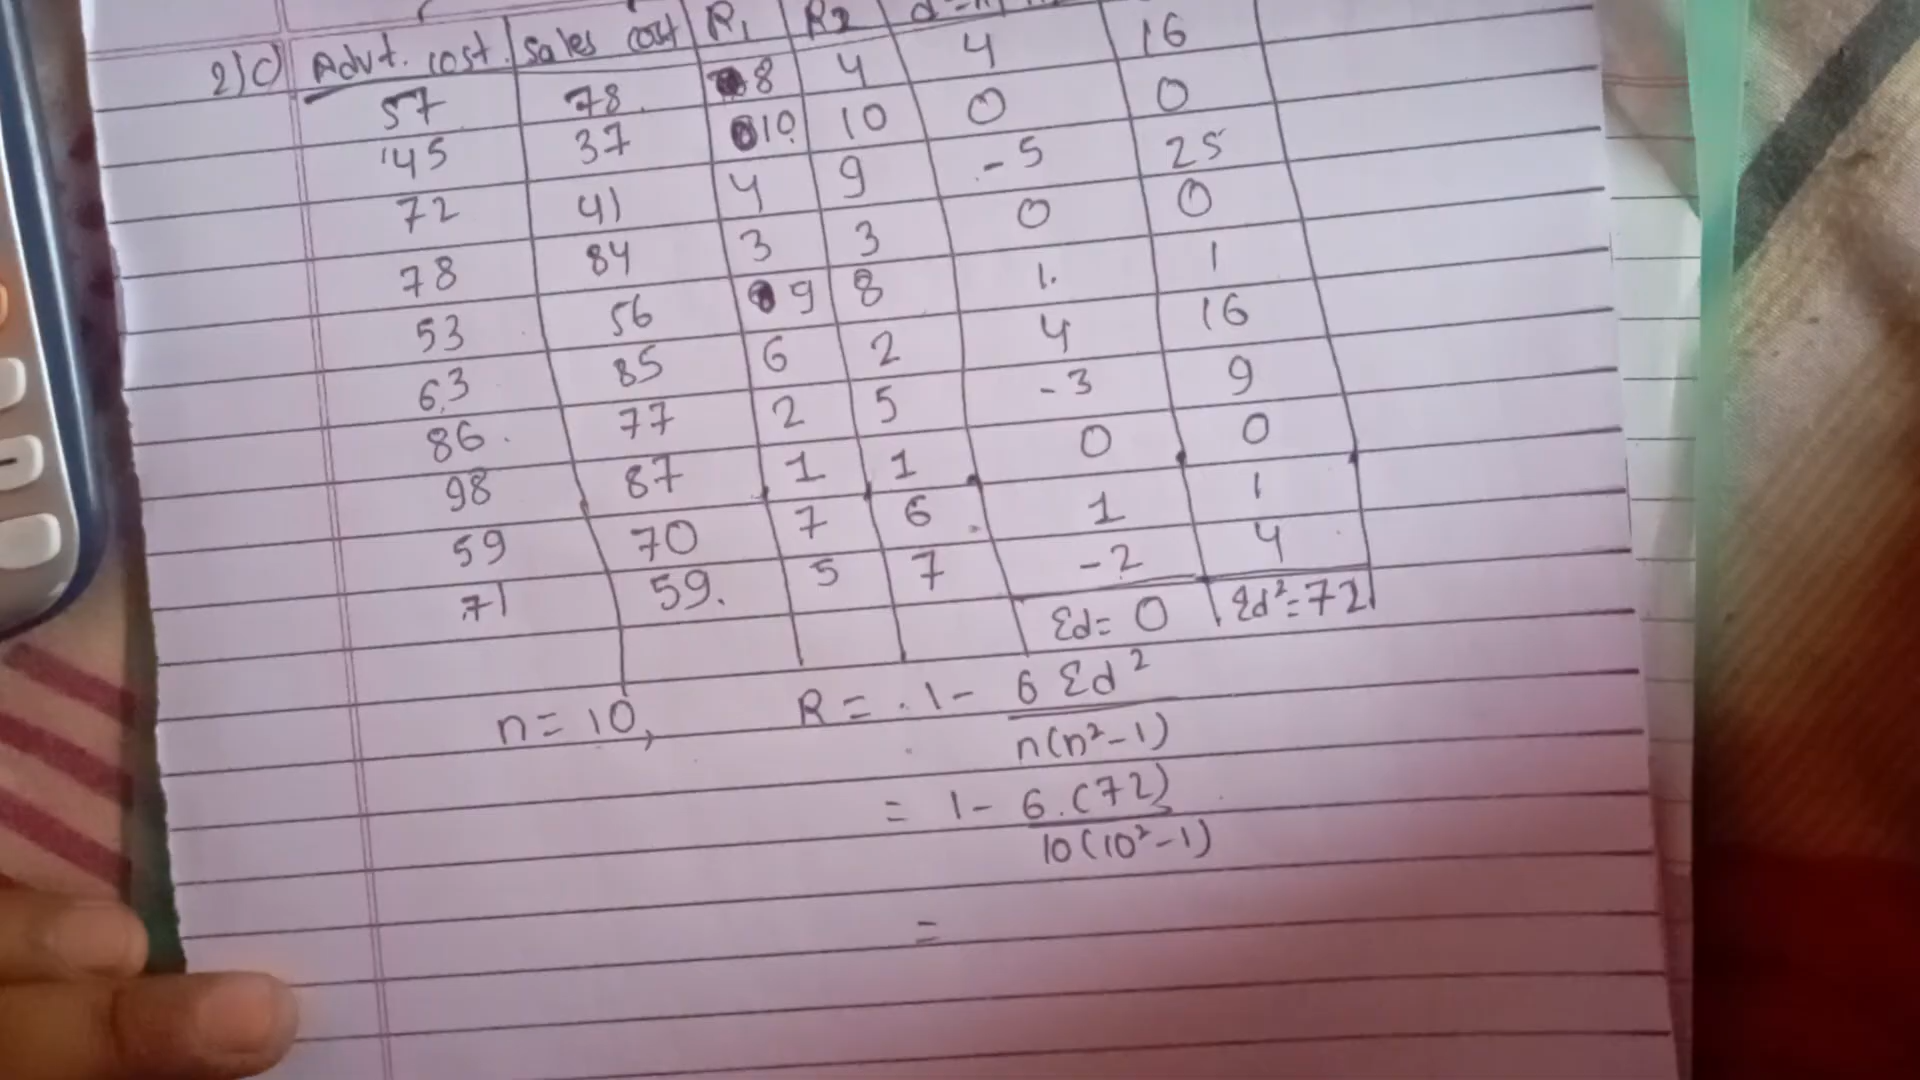 2)C) Advt. cost. Sales cost R1 R2
57 78. 8 4 4 16
45 37 10 10 0 0
72 41 4 9 -5 25
78 84 3 3 0 0
53 56 9 8 1. 1
63 85 6 2 4 16
86. 77 2 5 -3 9
98 87 1 1 0 0
59 70 7 6 1 1
71 59. 5 7 -2 4
Σd= 0 Σd²=72
n=10, R = 1 - 6 Σd²
n(n²-1)
= 1 - 6.(72)
10(10²-1)
=